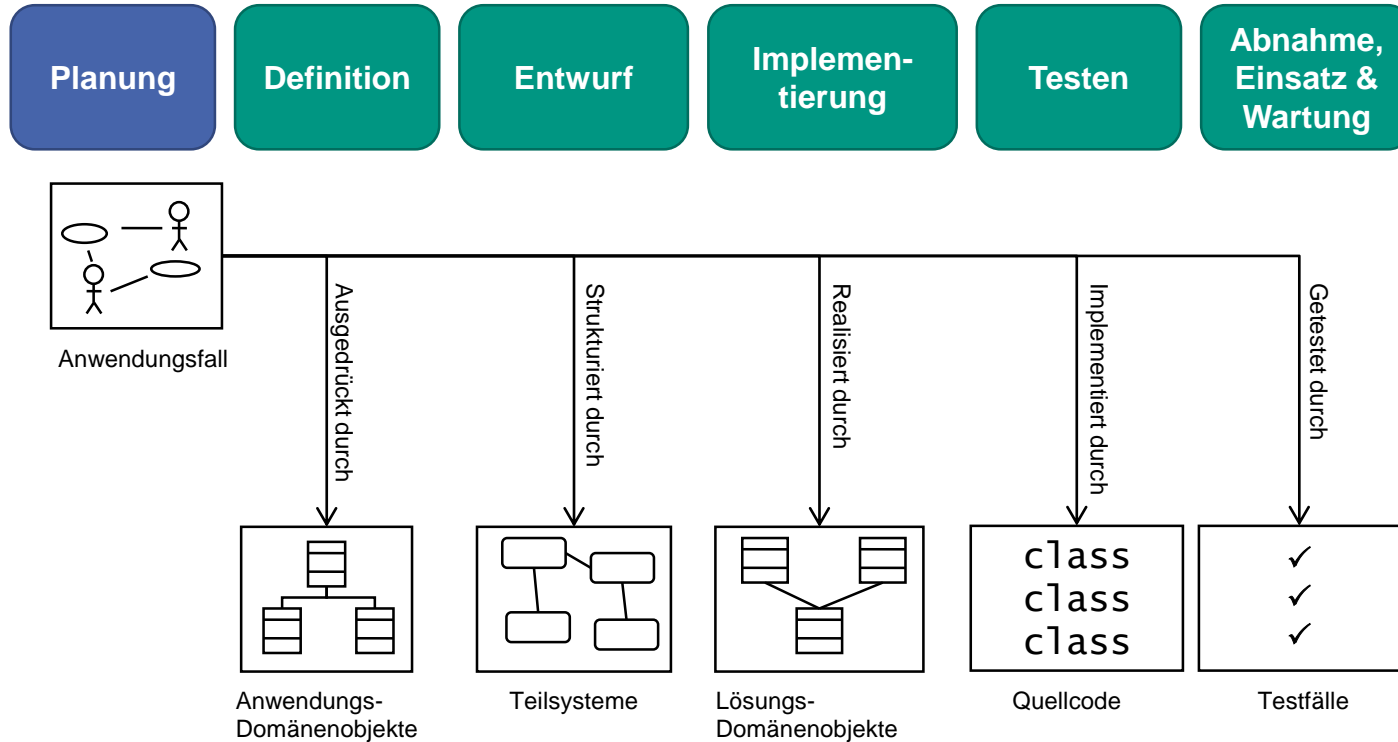 Planung
Definition
Entwurf
Implemen-
tierung
Testen
Abnahme,
Einsatz &
Wartung
Anwendungsfall
Ausgedrückt durch
Strukturiert durch
Realisiert durch
Implementiert durch
Getestet durch
class
class
class
✓
✓
✓
Anwendungs-
Domänenobjekte
Teilsysteme
Lösungs-
Domänenobjekte
Quellcode
Testfälle